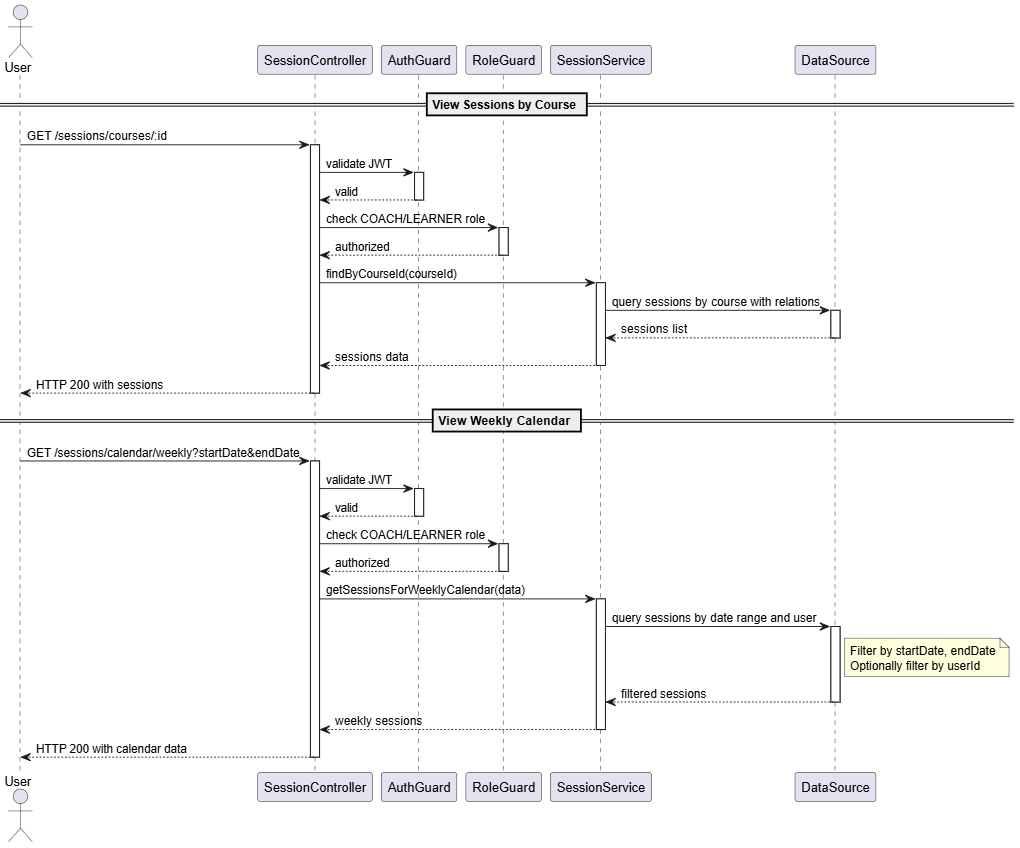 User
SessionController
AuthGuard
RoleGuard
SessionService
DataSource
View Sessions by Course
GET /sessions/courses/:id
validate JWT
valid
check COACH/LEARNER role
authorized
findByCourseId(courseId)
query sessions by course with relations
sessions list
sessions data
HTTP 200 with sessions
View Weekly Calendar
GET /sessions/calendar/weekly?startDate&endDate
validate JWT
valid
check COACH/LEARNER role
authorized
getSessionsForWeeklyCalendar(data)
query sessions by date range and user
Filter by startDate, endDate
Optionally filter by userId
filtered sessions
weekly sessions
HTTP 200 with calendar data
User
SessionController
AuthGuard
RoleGuard
SessionService
DataSource